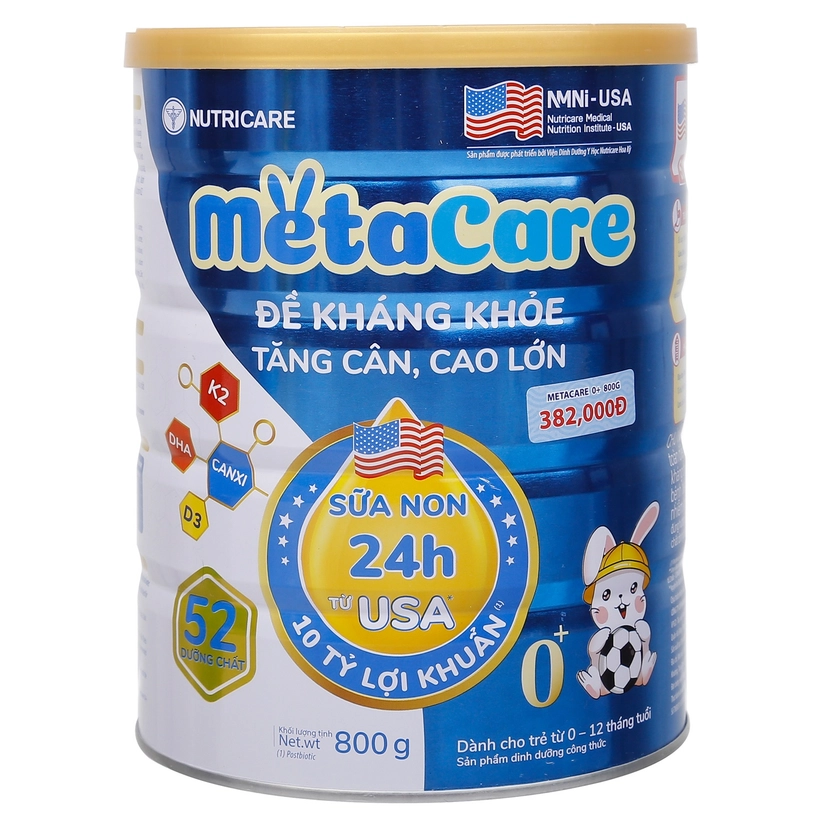 NUTRICARE
NMNi-USA
Nutricare Medical
Nutrition Institute-USA
Sản phẩm được phát triển bởi Viện Dinh Dưỡng Y Học Nutricare Hoa Kỳ
MetaCare
ĐỀ KHÁNG KHỎE
TĂNG CÂN, CAO LỚN
METACARE 0+ 800G
382,000Đ
K2
DHA
CANXI
D3
SỮA NON
24h
TỪ USA*
10 TỶ LỢI KHUẨN (1)
52
DƯỠNG CHẤT
0+
Khối lượng tịnh
Net.wt 800g
(1) Postbiotic
Dành cho trẻ từ 0 – 12 tháng tuổi
Sản phẩm dinh dưỡng công thức